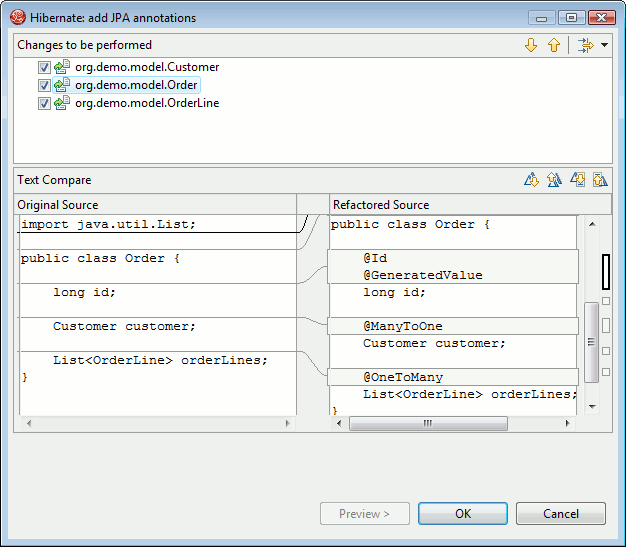 Hibernate: add JPA annotations
Changes to be performed
org.demo.model.Customer
org.demo.model.Order
org.demo.model.OrderLine
Text Compare
Original Source
import java.util.List;
public class Order {
long id;
Customer customer;
List<OrderLine> orderLines;
}
Refactored Source
public class Order {
@Id
@GeneratedValue
long id;
@ManyToOne
Customer customer;
@OneToMany
List<OrderLine> orderLines;
}
Preview >
OK
Cancel